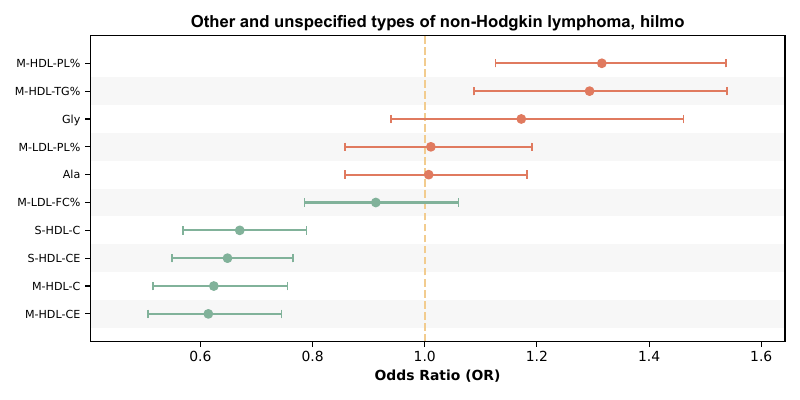 Other and unspecified types of non-Hodgkin lymphoma, hilmo
M-HDL-PL%
M-HDL-TG%
Gly
M-LDL-PL%
Ala
M-LDL-FC%
S-HDL-C
S-HDL-CE
M-HDL-C
M-HDL-CE
0.6 0.8 1.0 1.2 1.4 1.6
Odds Ratio (OR)